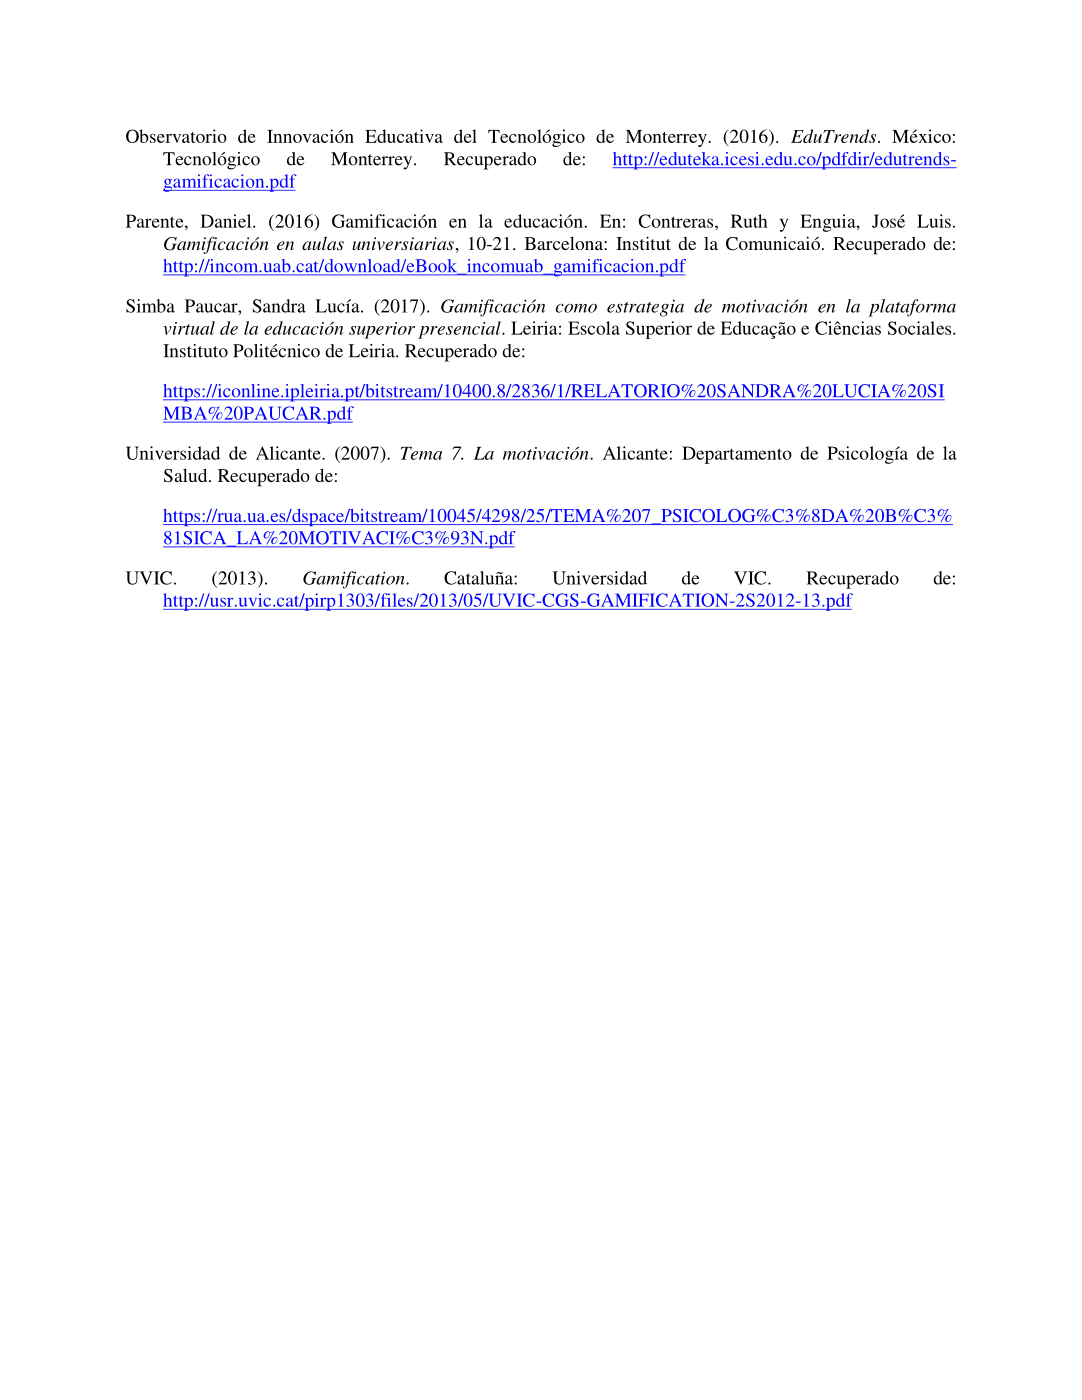 Observatorio de Innovación Educativa del Tecnológico de Monterrey. (2016). EduTrends. México:
Tecnológico de Monterrey. Recuperado de: http://eduteka.icesi.edu.co/pdfdir/edutrends-
gamificacion.pdf
Parente, Daniel. (2016) Gamificación en la educación. En: Contreras, Ruth y Enguia, José Luis.
Gamificación en aulas universiarias, 10-21. Barcelona: Institut de la Comunicaió. Recuperado de:
http://incom.uab.cat/download/eBook_incomuab_gamificacion.pdf
Simba Paucar, Sandra Lucía. (2017). Gamificación como estrategia de motivación en la plataforma
virtual de la educación superior presencial. Leiria: Escola Superior de Educação e Ciências Sociales.
Instituto Politécnico de Leiria. Recuperado de:
https://iconline.ipleiria.pt/bitstream/10400.8/2836/1/RELATORIO%20SANDRA%20LUCIA%20SI
MBA%20PAUCAR.pdf
Universidad de Alicante. (2007). Tema 7. La motivación. Alicante: Departamento de Psicología de la
Salud. Recuperado de:
https://rua.ua.es/dspace/bitstream/10045/4298/25/TEMA%207_PSICOLOG%C3%8DA%20B%C3%
81SICA_LA%20MOTIVACI%C3%93N.pdf
UVIC. (2013). Gamification. Cataluña: Universidad de VIC. Recuperado de:
http://usr.uvic.cat/pirp1303/files/2013/05/UVIC-CGS-GAMIFICATION-2S2012-13.pdf